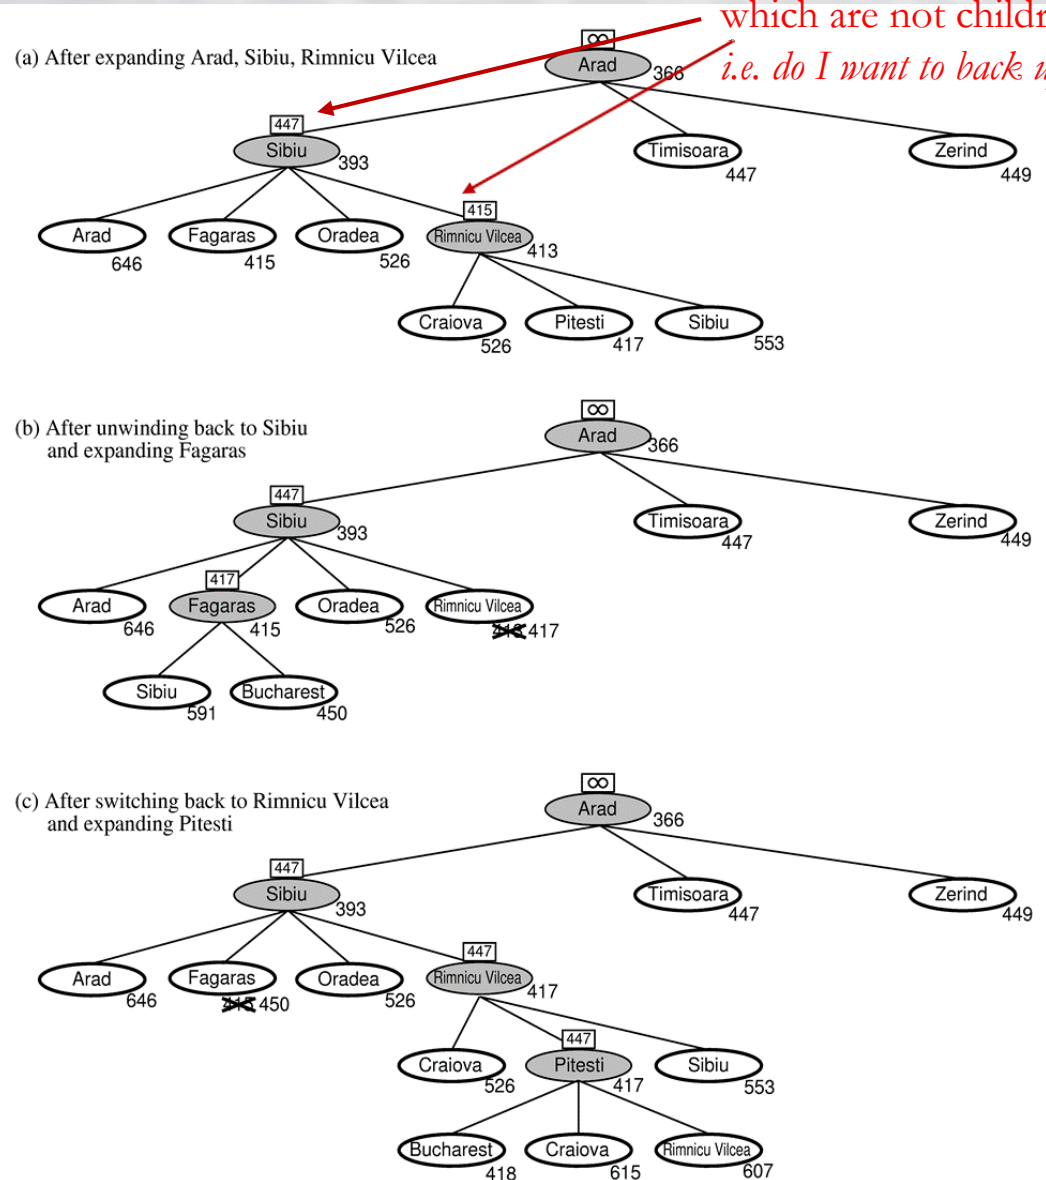 which are not childr
i.e. do I want to back u
(a) After expanding Arad, Sibiu, Rimnicu Vilcea
∞
Arad
366
447
Sibiu
393
Timisoara
447
Zerind
449
Arad
646
Fagaras
415
Oradea
526
415
Rimnicu Vilcea
413
Craiova
526
Pitesti
417
Sibiu
553
(b) After unwinding back to Sibiu
and expanding Fagaras
∞
Arad
366
447
Sibiu
393
Timisoara
447
Zerind
449
Arad
646
417
Fagaras
415
Oradea
526
Rimnicu Vilcea
413 417
Sibiu
591
Bucharest
450
(c) After switching back to Rimnicu Vilcea
and expanding Pitesti
∞
Arad
366
447
Sibiu
393
Timisoara
447
Zerind
449
Arad
646
Fagaras
415 450
Oradea
526
447
Rimnicu Vilcea
417
Craiova
526
447
Pitesti
417
Sibiu
553
Bucharest
418
Craiova
615
Rimnicu Vilcea
607